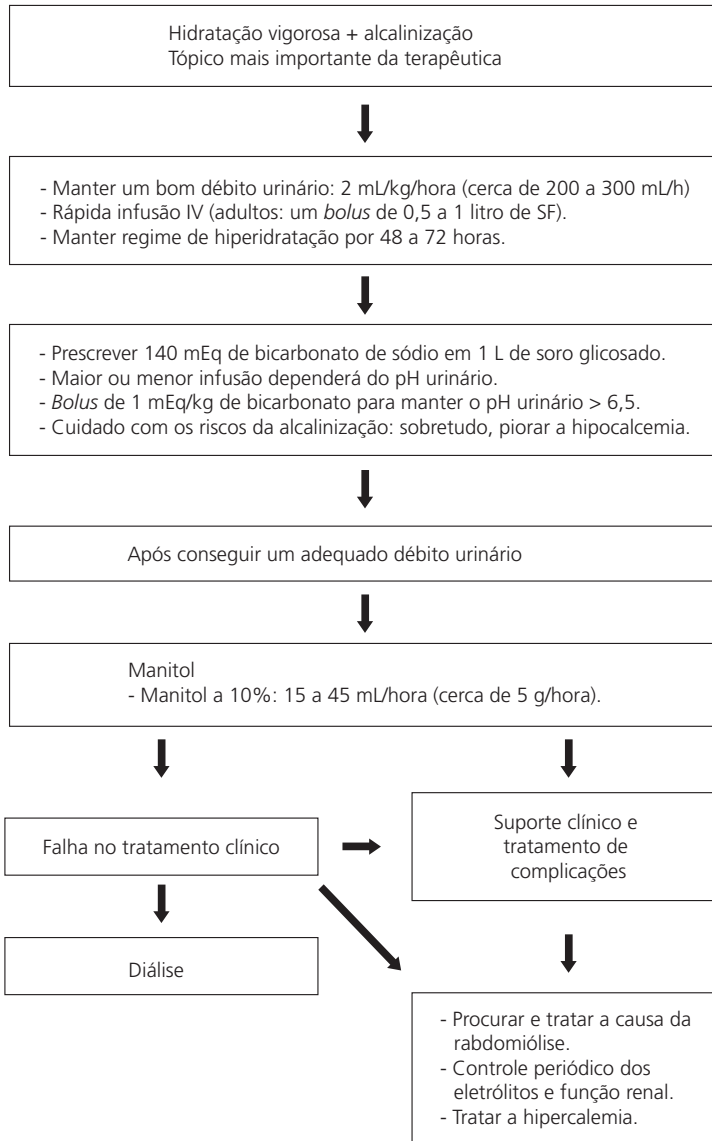 Hidratação vigorosa + alcalinização
Tópico mais importante da terapêutica
- Manter um bom débito urinário: 2 mL/kg/hora (cerca de 200 a 300 mL/h)
- Rápida infusão IV (adultos: um bolus de 0,5 a 1 litro de SF).
- Manter regime de hiperidratação por 48 a 72 horas.
- Prescrever 140 mEq de bicarbonato de sódio em 1 L de soro glicosado.
- Maior ou menor infusão dependerá do pH urinário.
- Bolus de 1 mEq/kg de bicarbonato para manter o pH urinário > 6,5.
- Cuidado com os riscos da alcalinização: sobretudo, piorar a hipocalcemia.
Após conseguir um adequado débito urinário
Manitol
- Manitol a 10%: 15 a 45 mL/hora (cerca de 5 g/hora).
Falha no tratamento clínico
Suporte clínico e
tratamento de
complicações
Diálise
- Procurar e tratar a causa da
rabdomiólise.
- Controle periódico dos
eletrólitos e função renal.
- Tratar a hipercalemia.